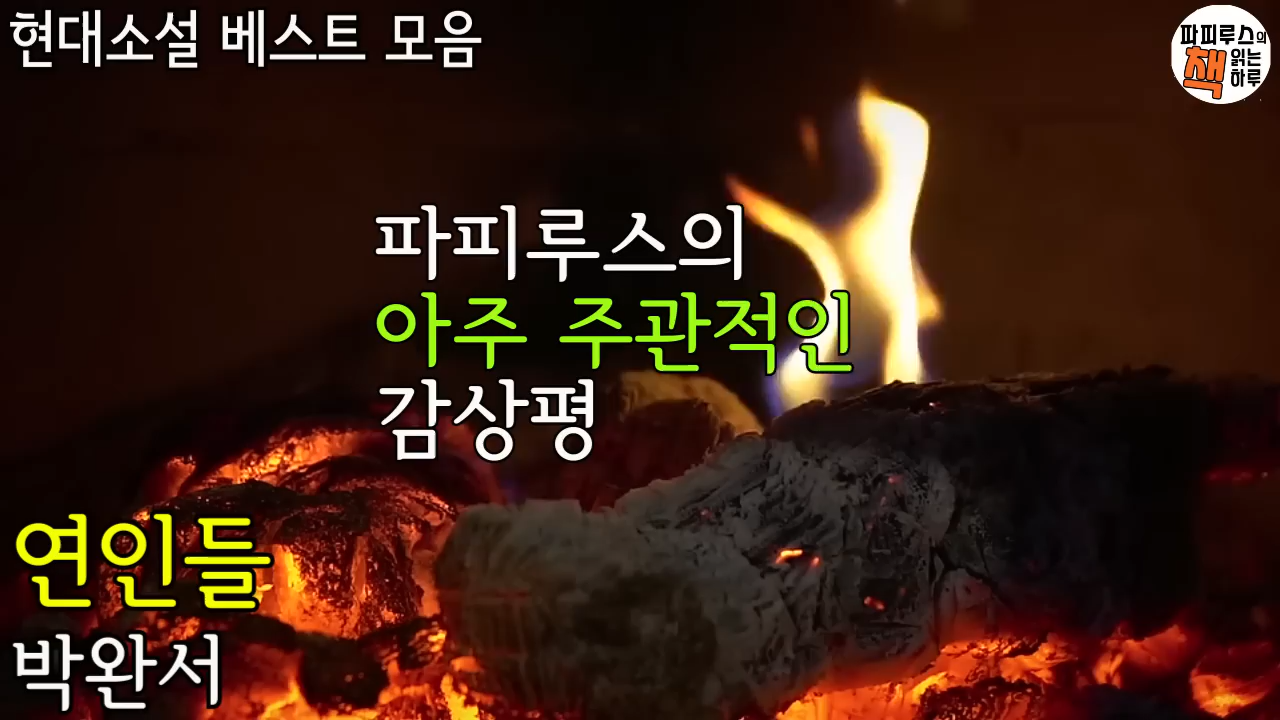 현대소설 베스트 모음
파피루스의
책 읽는
하루
파피루스의
아주 주관적인
감상평
연인들
박완서